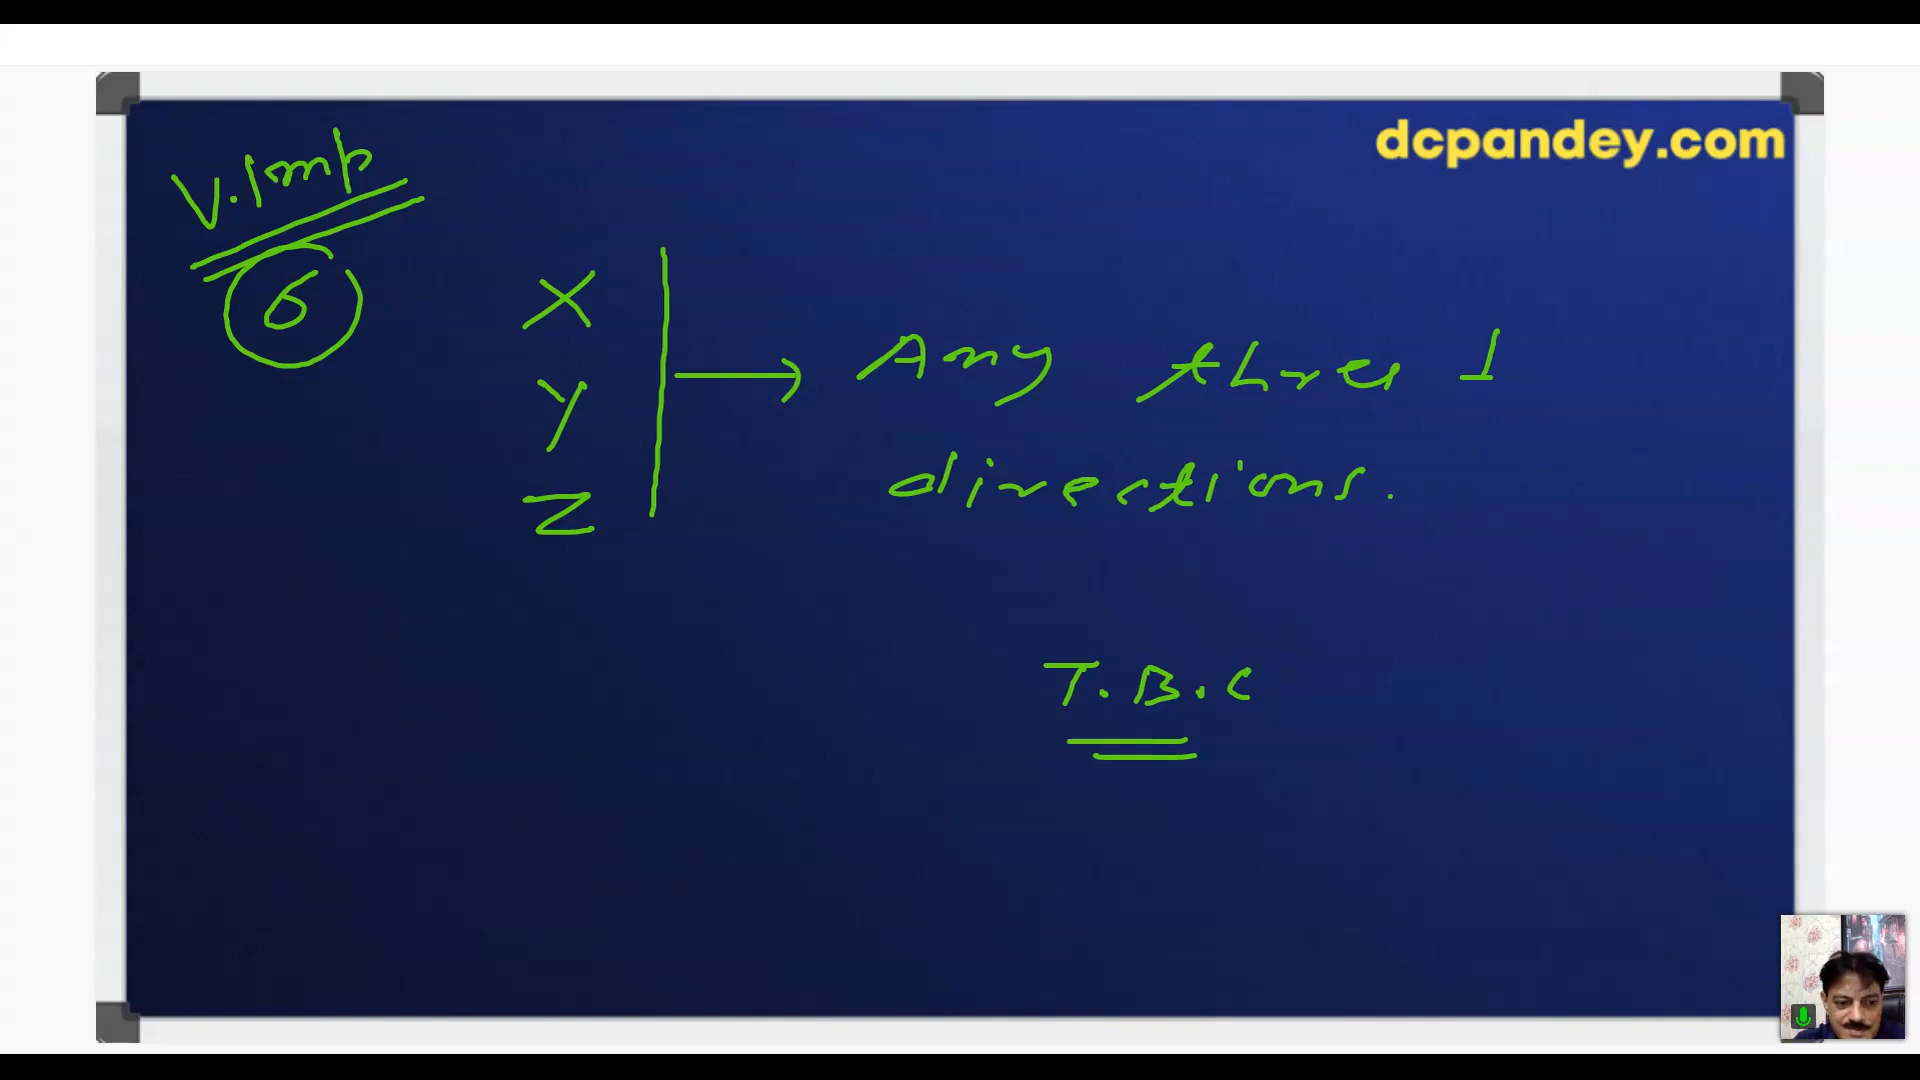 dcpandey.com
V.Imp
6
X
Y
Z
→ Any three ⊥
directions.
T.B.C